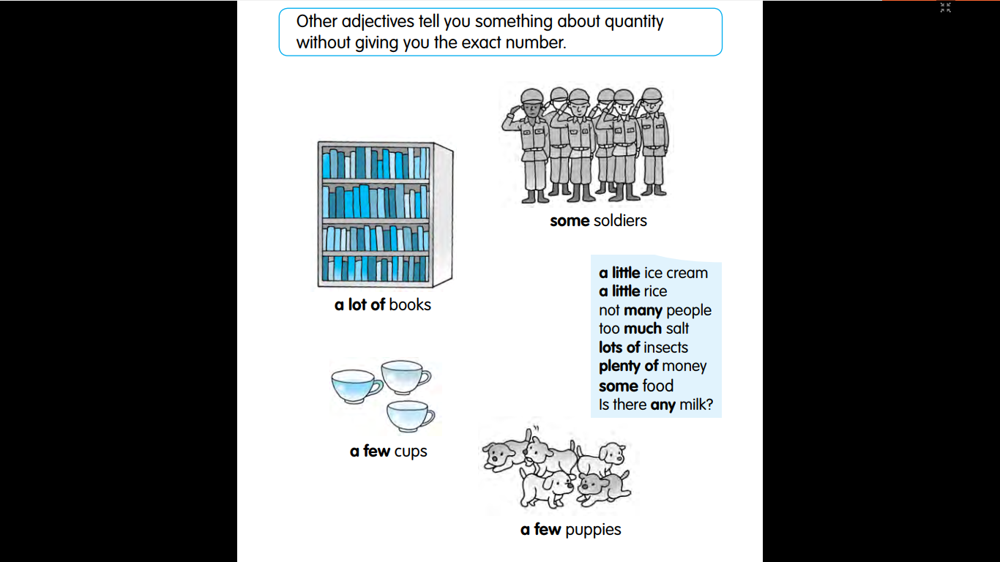 Other adjectives tell you something about quantity
without giving you the exact number.
some soldiers
a lot of books
a little ice cream
a little rice
not many people
too much salt
lots of insects
plenty of money
some food
Is there any milk?
a few cups
a few puppies